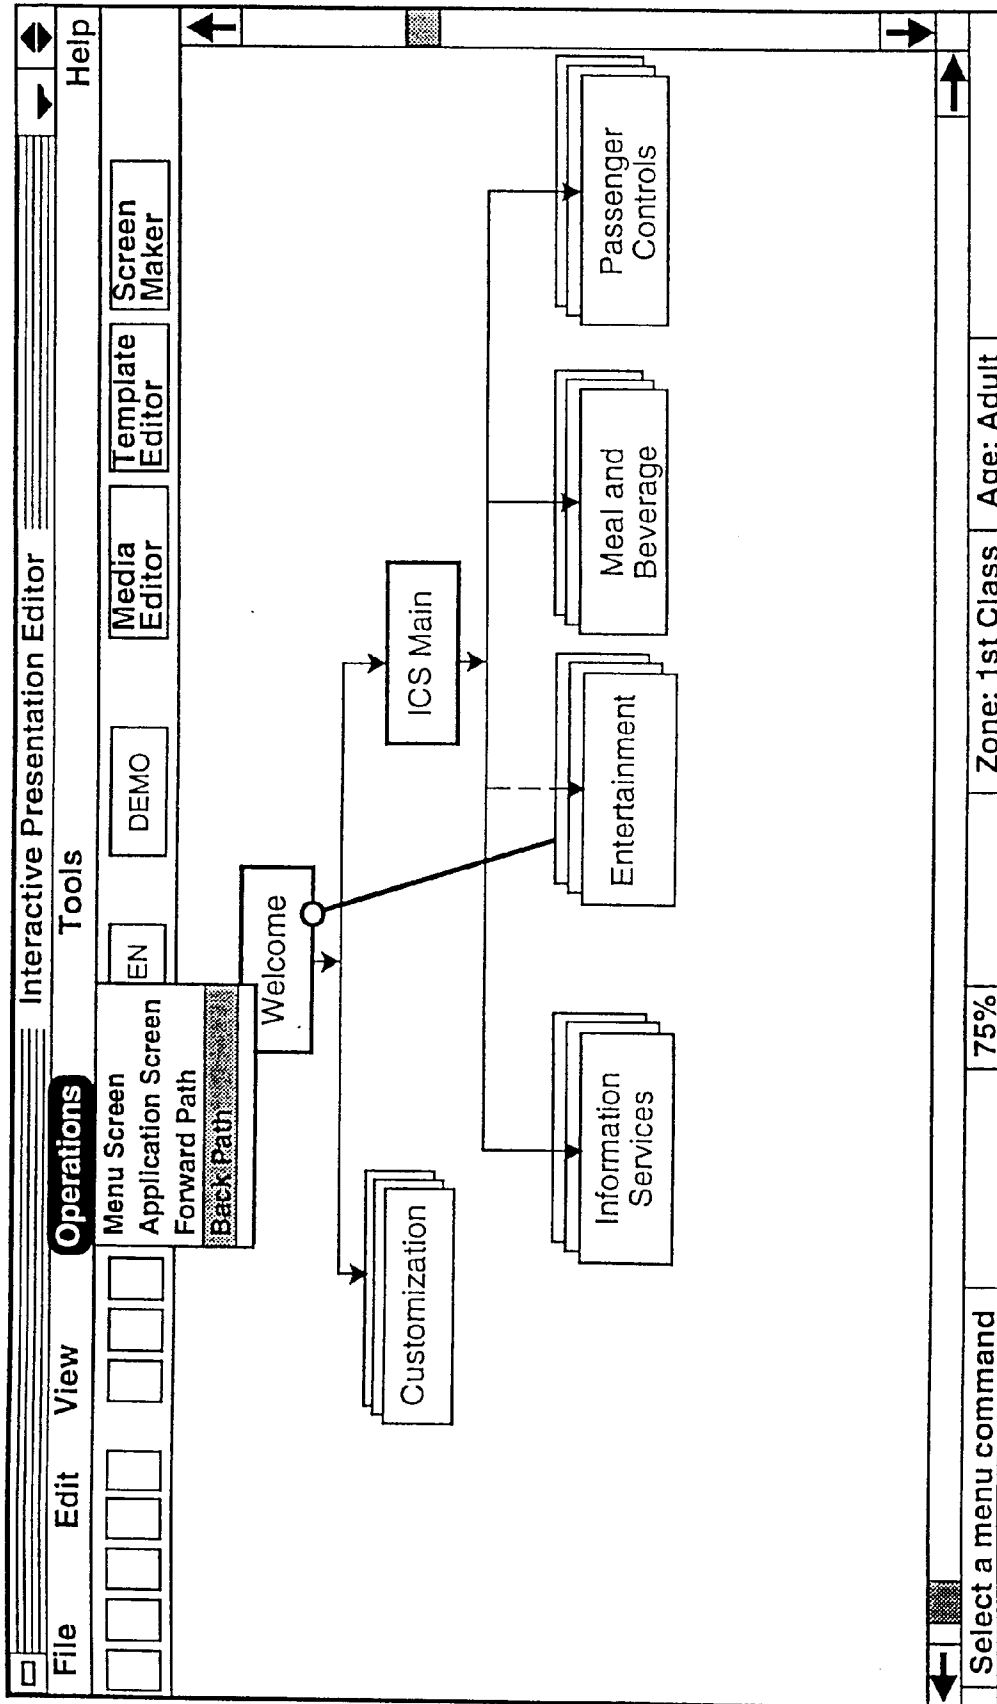 Interactive Presentation Editor
File Edit View Operations Tools Help
Menu Screen
Application Screen
Forward Path
Back Path
EN
DEMO
Media
Editor
Template
Editor
Screen
Maker
Welcome
Customization
ICS Main
Information
Services
Entertainment
Meal and
Beverage
Passenger
Controls
Select a menu command 75% Zone: 1st Class Age: Adult